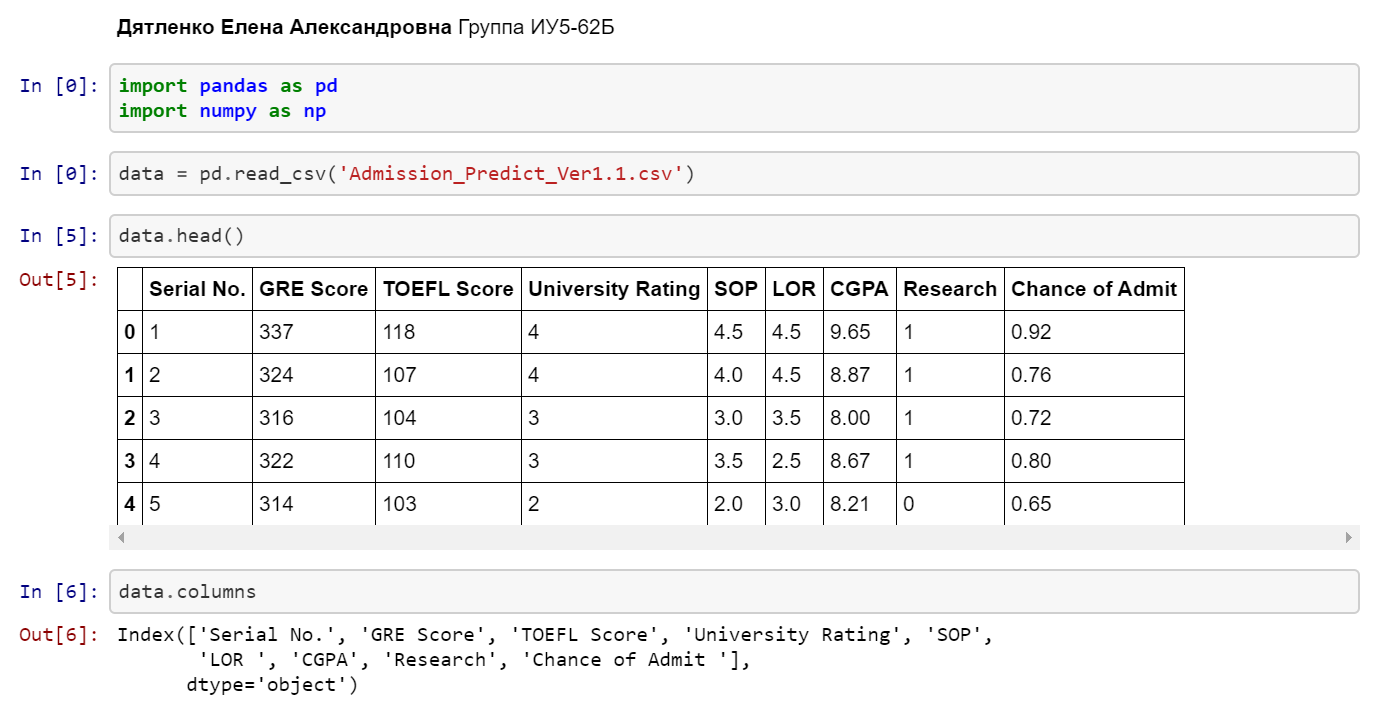 Дятленко Елена Александровна Группа ИУ5-62Б
In [0]: import pandas as pd
import numpy as np
In [0]: data = pd.read_csv('Admission_Predict_Ver1.1.csv')
In [5]: data.head()
Out[5]:
Serial No. GRE Score TOEFL Score University Rating SOP LOR CGPA Research Chance of Admit
0 1 337 118 4 4.5 4.5 9.65 1 0.92
1 2 324 107 4 4.0 4.5 8.87 1 0.76
2 3 316 104 3 3.0 3.5 8.00 1 0.72
3 4 322 110 3 3.5 2.5 8.67 1 0.80
4 5 314 103 2 2.0 3.0 8.21 0 0.65
In [6]: data.columns
Out[6]: Index(['Serial No.', 'GRE Score', 'TOEFL Score', 'University Rating', 'SOP',
'LOR ', 'CGPA', 'Research', 'Chance of Admit '],
dtype='object')